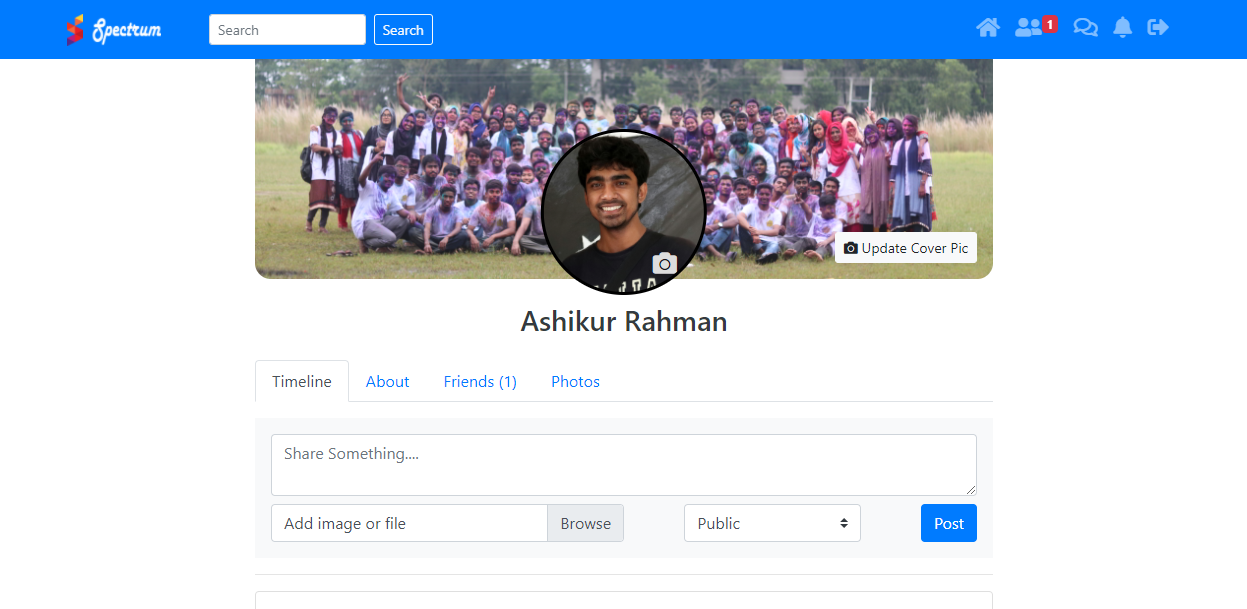 Spectrum
Search
Search
1
Update Cover Pic
Ashikur Rahman
Timeline
About
Friends (1)
Photos
Share Something....
Add image or file
Browse
Public
Post